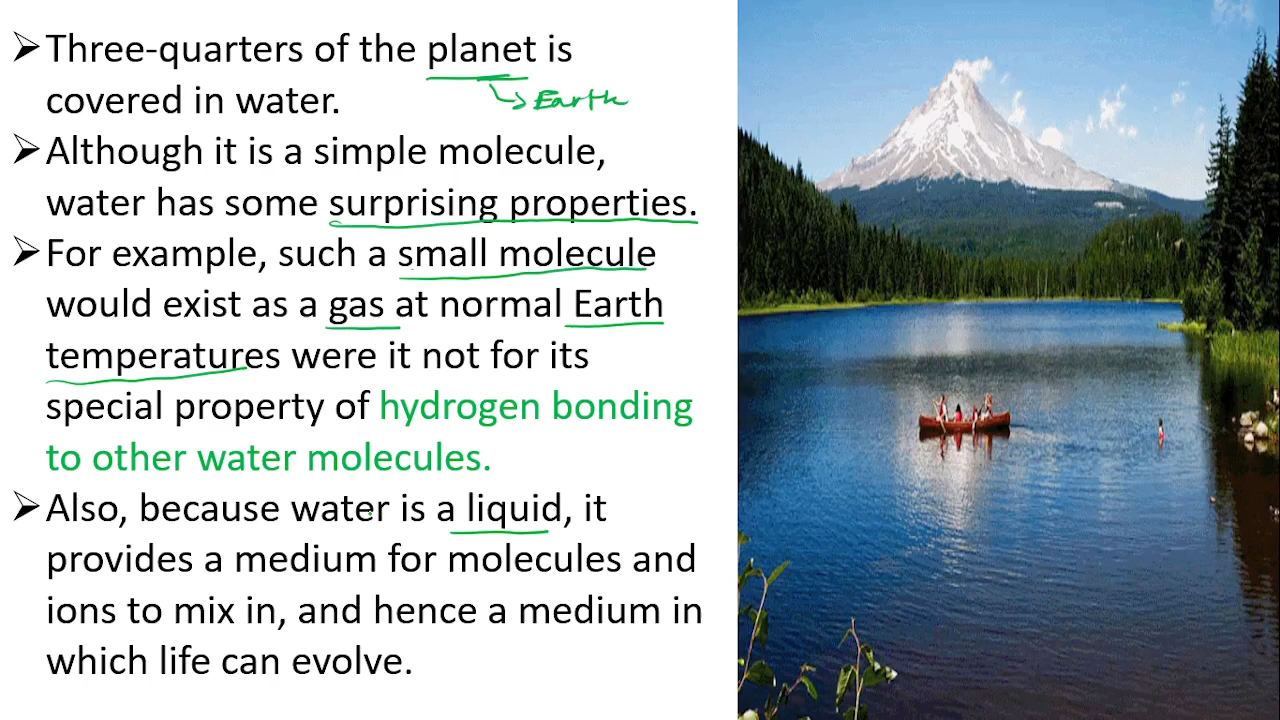 ➢Three-quarters of the planet is
covered in water.
Earth
➢Although it is a simple molecule,
water has some surprising properties.
➢For example, such a small molecule
would exist as a gas at normal Earth
temperatures were it not for its
special property of hydrogen bonding
to other water molecules.
➢Also, because water is a liquid, it
provides a medium for molecules and
ions to mix in, and hence a medium in
which life can evolve.